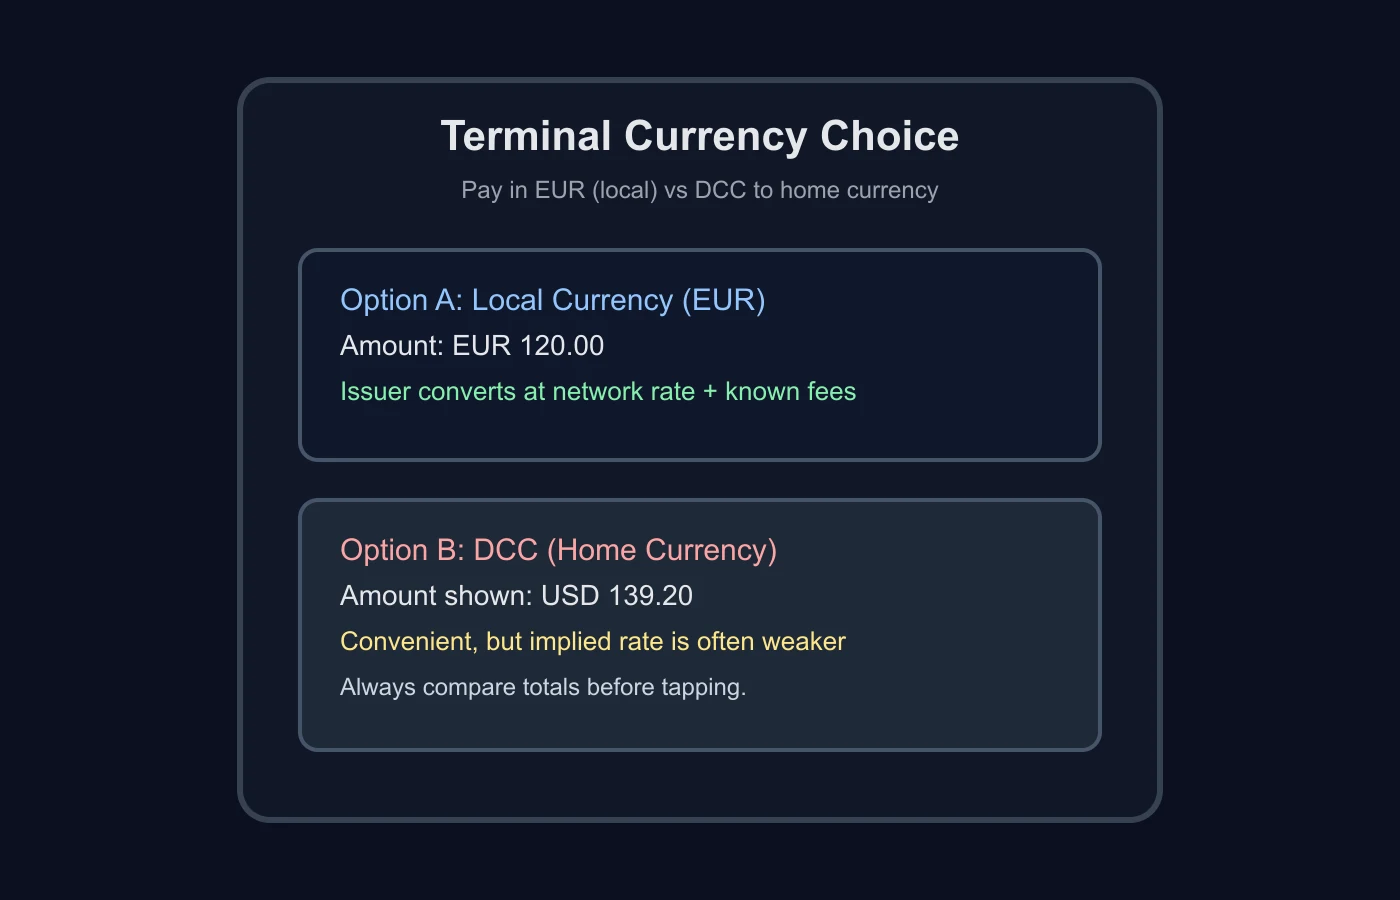 Terminal Currency Choice
Pay in EUR (local) vs DCC to home currency
Option A: Local Currency (EUR)
Amount: EUR 120.00
Issuer converts at network rate + known fees
Option B: DCC (Home Currency)
Amount shown: USD 139.20
Convenient, but implied rate is often weaker
Always compare totals before tapping.